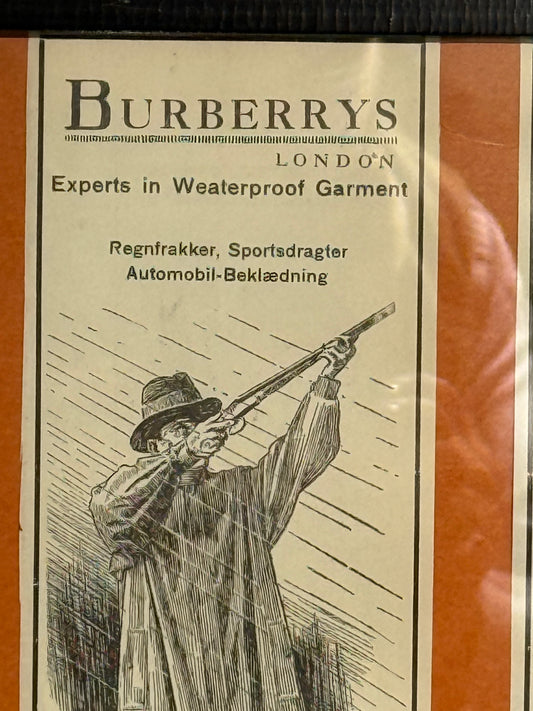 BURBERRYS
LONDON
Experts in Weaterproof Garment
Regnfrakker, Sportsdragter
Automobil-Beklædning